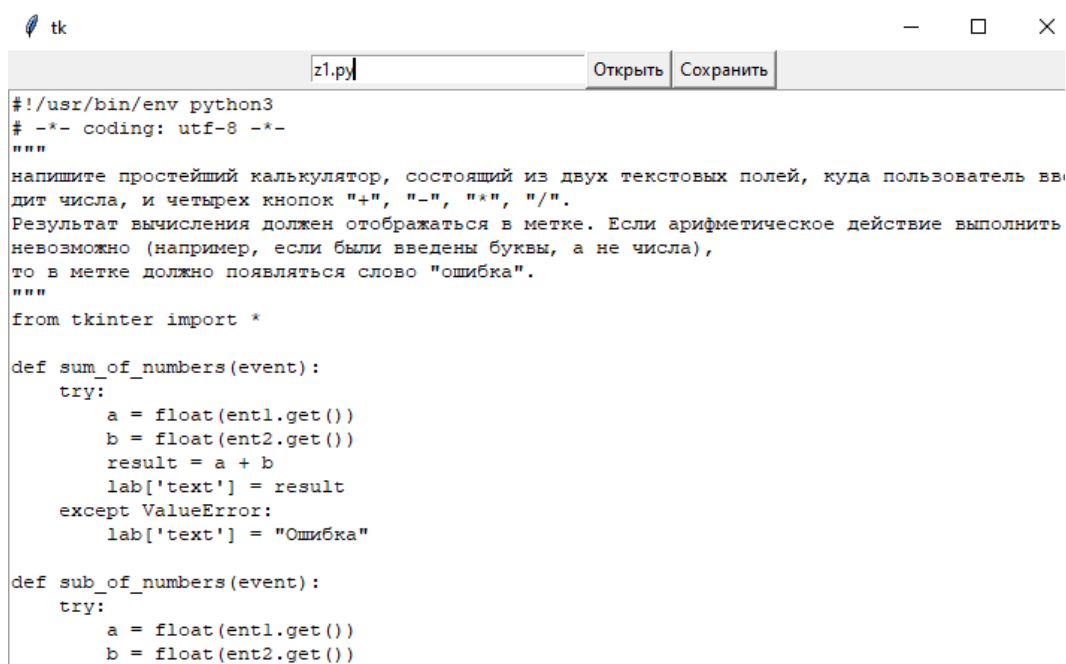 tk
z1.py Открыть Сохранить
#!/usr/bin/env python3
# -*- coding: utf-8 -*-
"""
напишите простейший калькулятор, состоящий из двух текстовых полей, куда пользователь вво
дит числа, и четырех кнопок "+", "-", "*", "/".
Результат вычисления должен отображаться в метке. Если арифметическое действие выполнить
невозможно (например, если были введены буквы, а не числа),
то в метке должно появляться слово "ошибка".
"""
from tkinter import *
def sum_of_numbers(event):
    try:
        a = float(ent1.get())
        b = float(ent2.get())
        result = a + b
        lab['text'] = result
    except ValueError:
        lab['text'] = "Ошибка"
def sub_of_numbers(event):
    try:
        a = float(ent1.get())
        b = float(ent2.get())